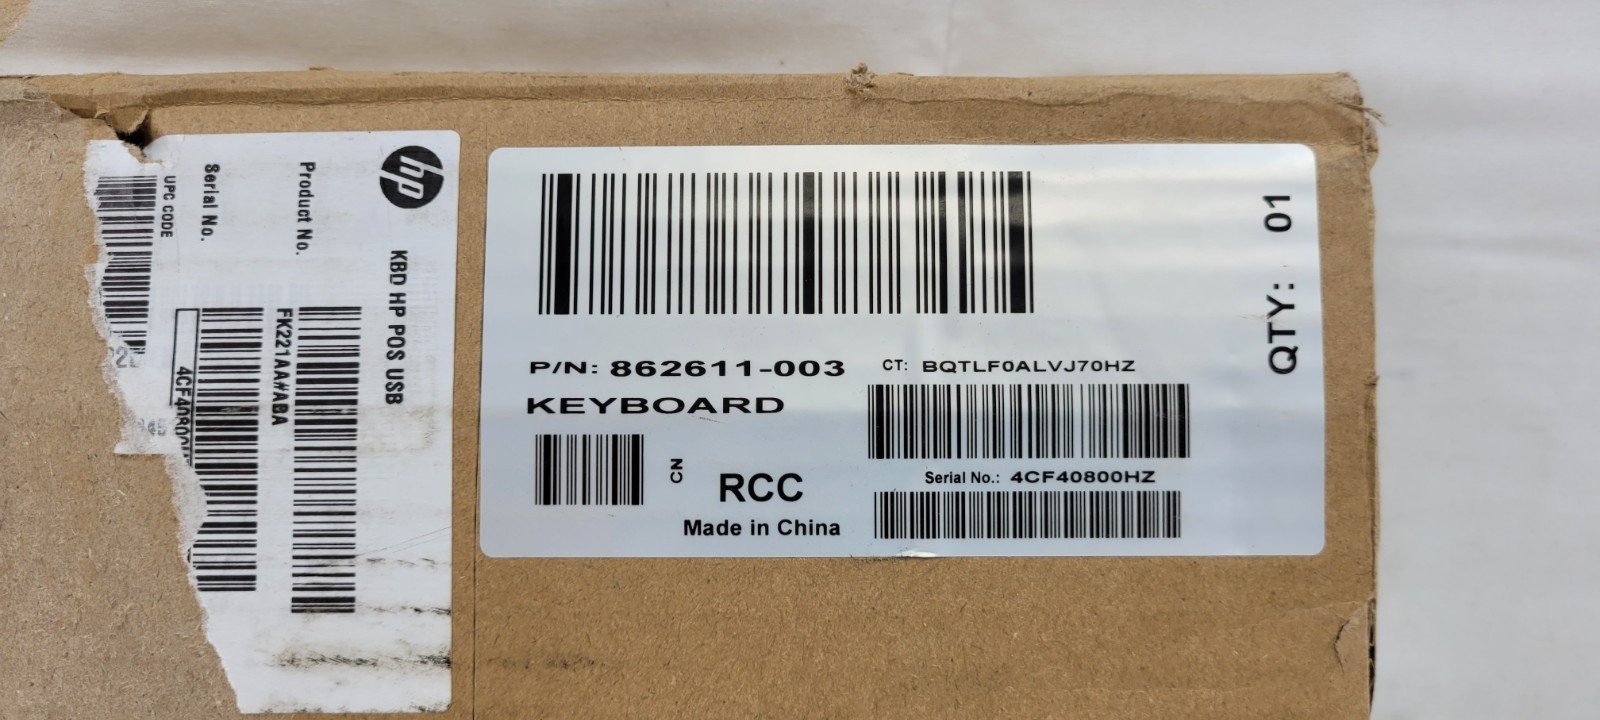 hp
KBD HP POS USB
Product No.
FK221AA#ABA
Serial No.
UPC CODE
P/N: 862611-003
KEYBOARD
CN
RCC
Made in China
CT: BQTLF0ALVJ70HZ
Serial No.: 4CF40800HZ
QTY: 01